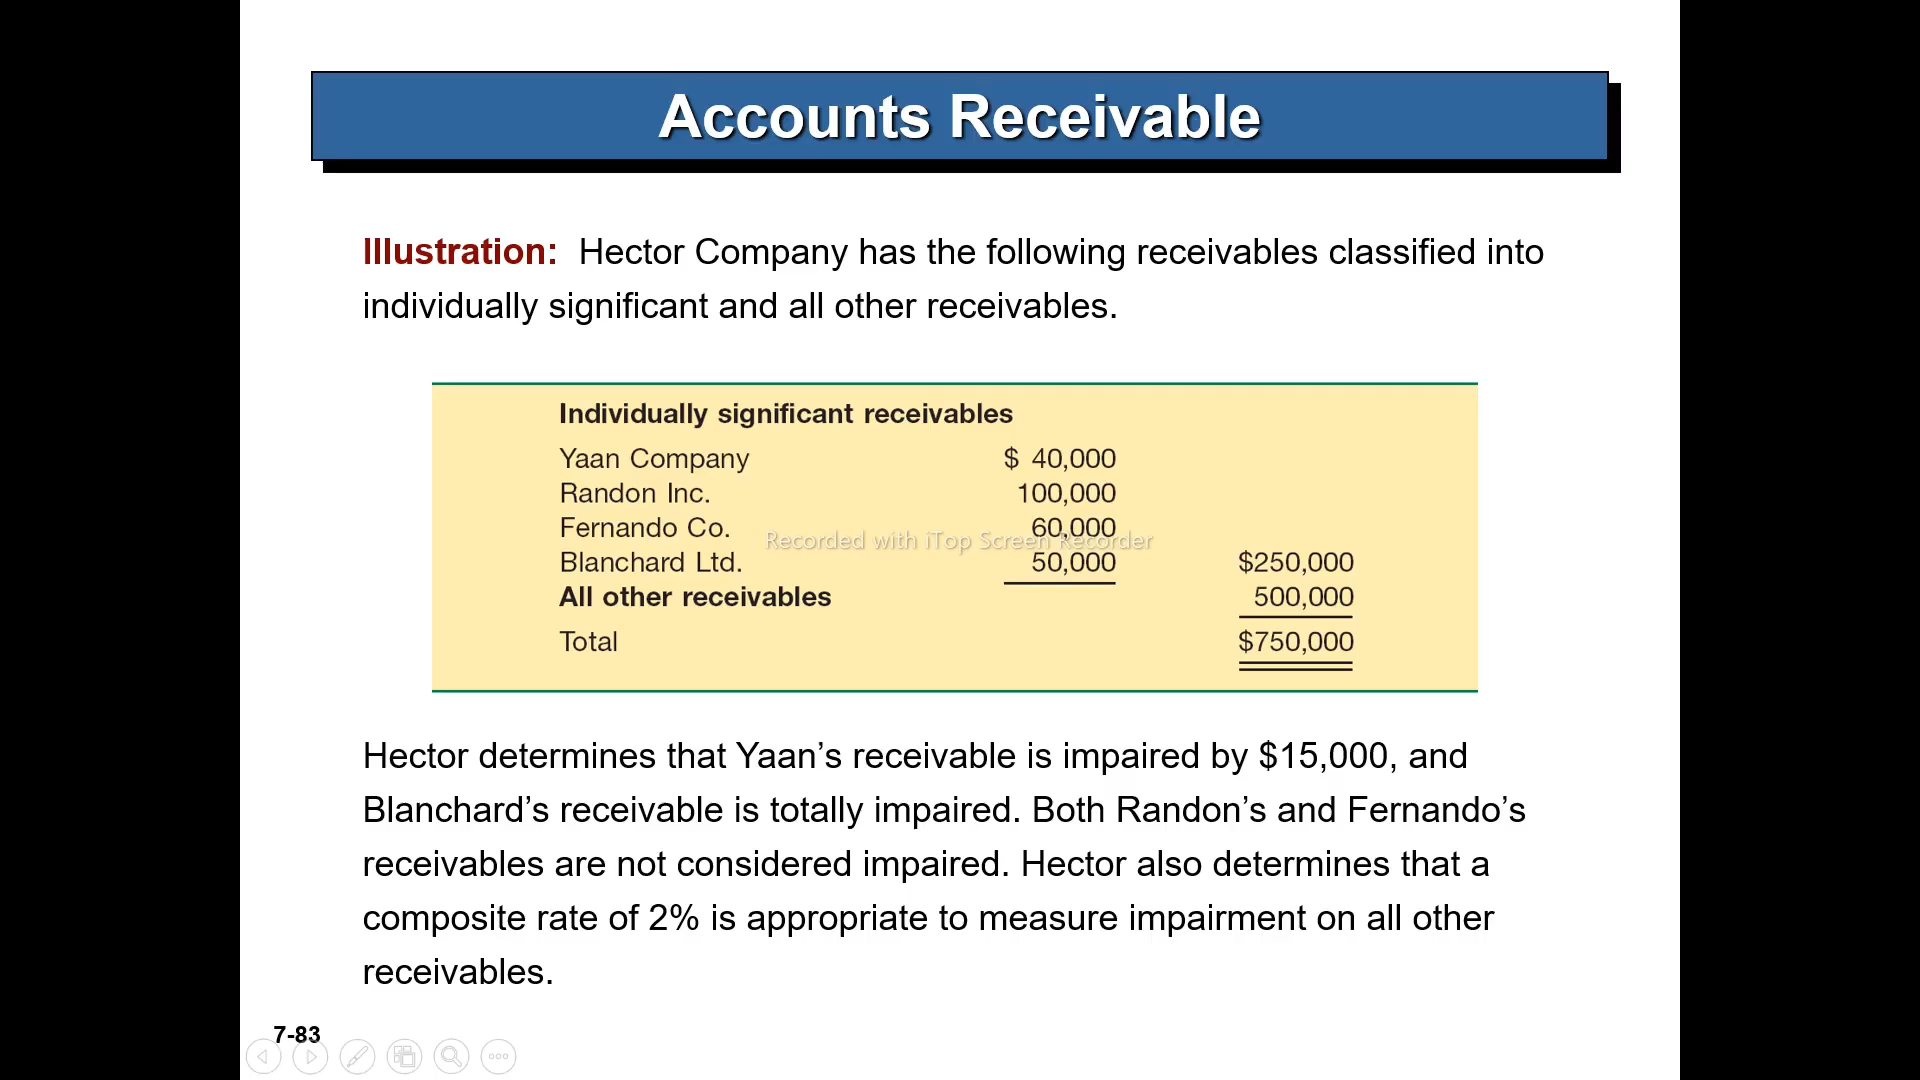 Accounts Receivable
Illustration: Hector Company has the following receivables classified into
individually significant and all other receivables.
Individually significant receivables
Yaan Company $ 40,000
Randon Inc. 100,000
Fernando Co. 60,000
Recorded with iTop Screen Recorder
Blanchard Ltd. 50,000 $250,000
All other receivables 500,000
Total $750,000
Hector determines that Yaan’s receivable is impaired by $15,000, and
Blanchard’s receivable is totally impaired. Both Randon’s and Fernando’s
receivables are not considered impaired. Hector also determines that a
composite rate of 2% is appropriate to measure impairment on all other
receivables.
7-83